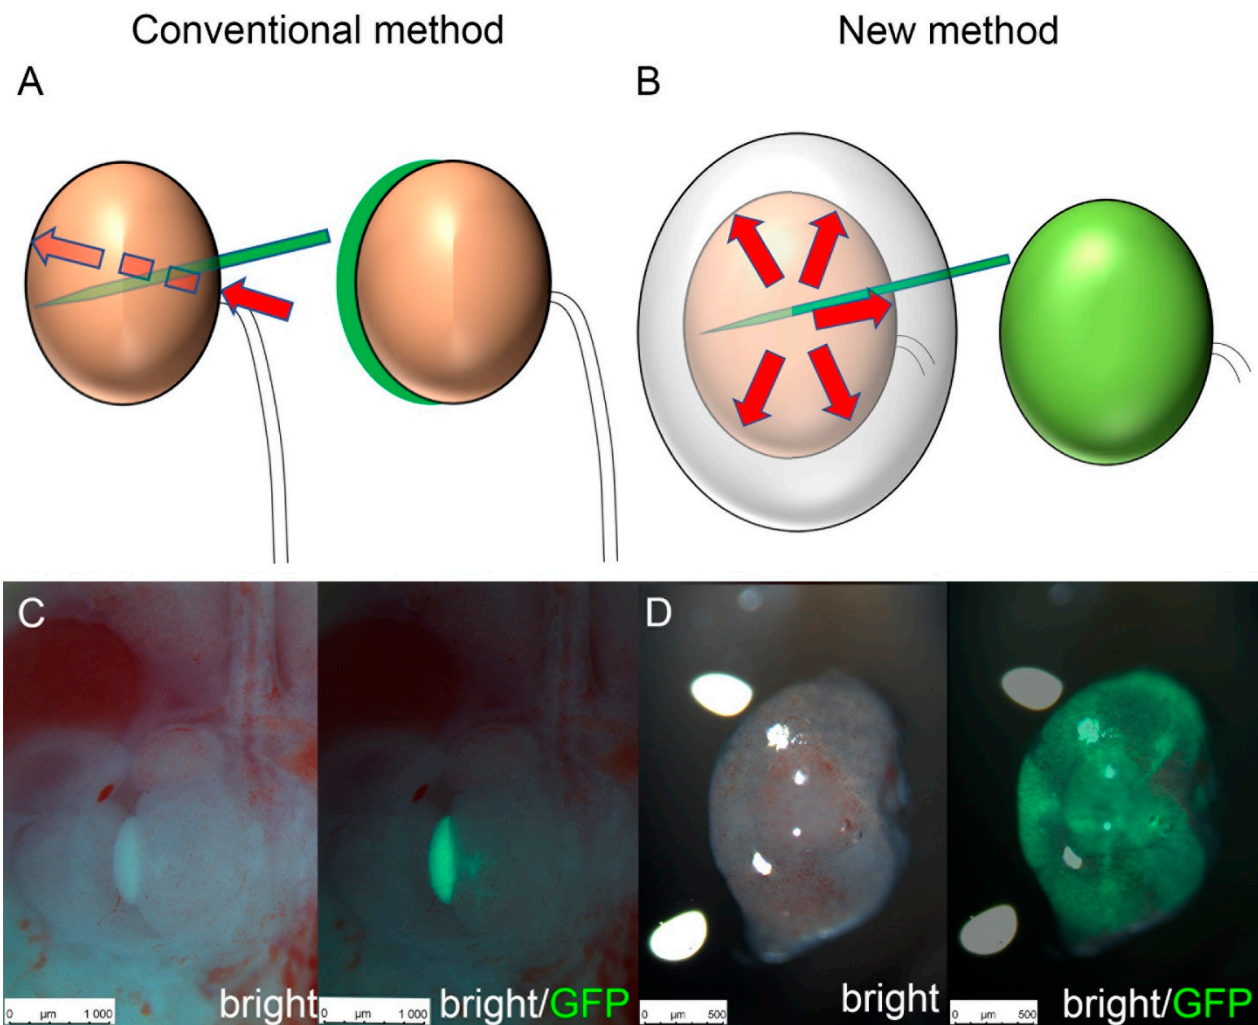 Conventional method
New method
A
B
C
D
bright
bright/GFP
bright
bright/GFP
0 µm 1 000
0 µm 1 000
0 µm 500
0 µm 500